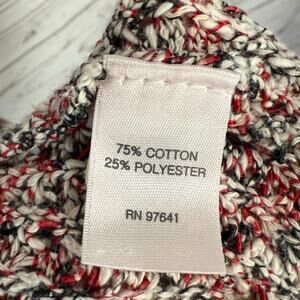 75% COTTON
25% POLYESTER
RN 97641